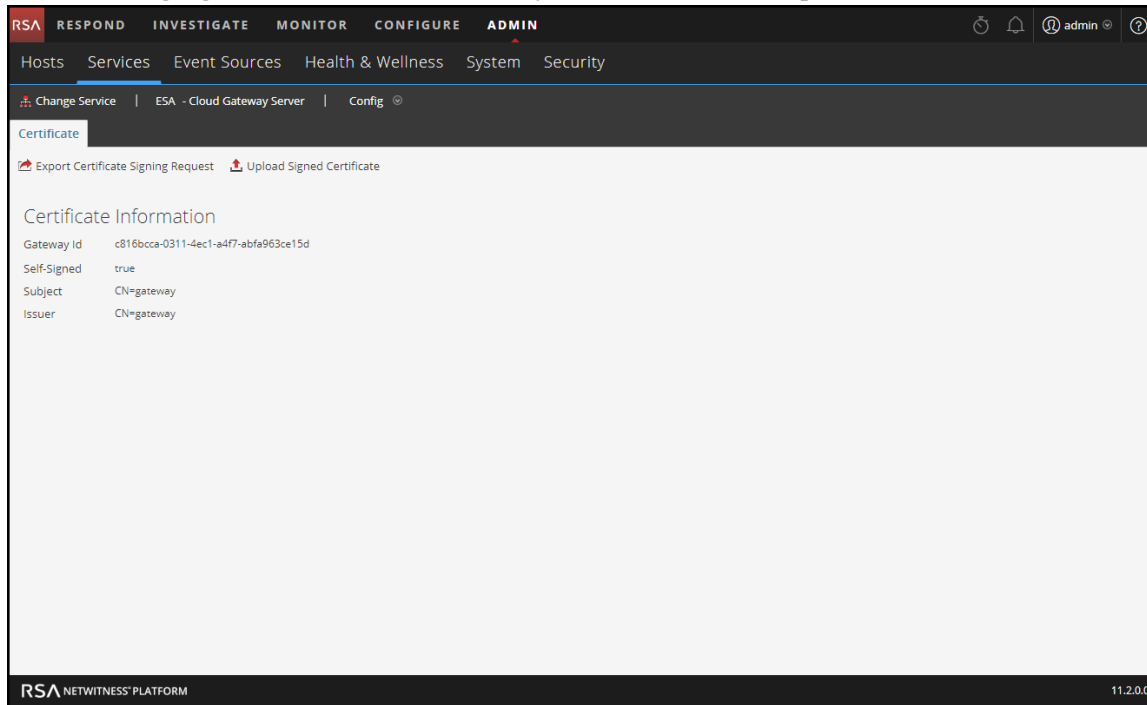 RSA RESPOND INVESTIGATE MONITOR CONFIGURE ADMIN admin
Hosts Services Event Sources Health & Wellness System Security
Change Service | ESA - Cloud Gateway Server | Config
Certificate
Export Certificate Signing Request Upload Signed Certificate
Certificate Information
Gateway Id c816bcca-0311-4ec1-a4f7-abfa963ce15d
Self-Signed true
Subject CN=gateway
Issuer CN=gateway
RSA NETWITNESS® PLATFORM 11.2.0.0